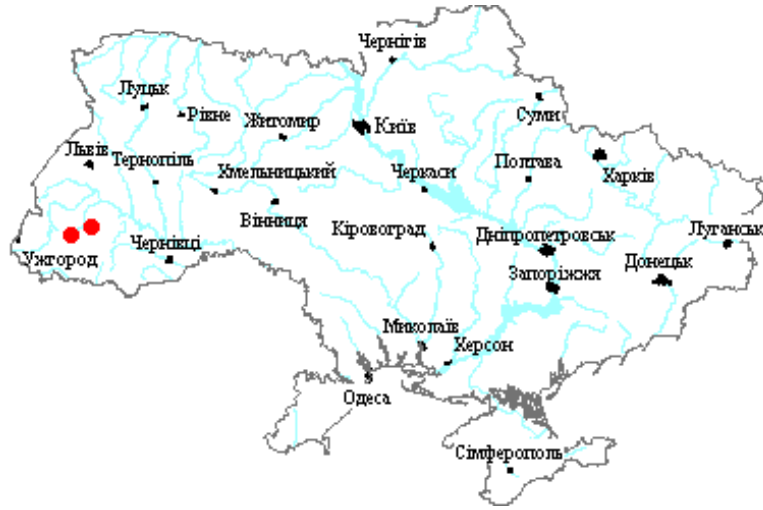 Чернігів
Луцьк
Рівне
Суми
Житомир
Київ
Львів
Тернопіль
Хмельницький
Черкаси
Полтава
Харків
Вінниця
Кіровоград
Дніпропетровськ
Луганськ
Ужгород
Чернівці
Запоріжжя
Донецьк
Миколаїв
Херсон
Одеса
Сімферополь